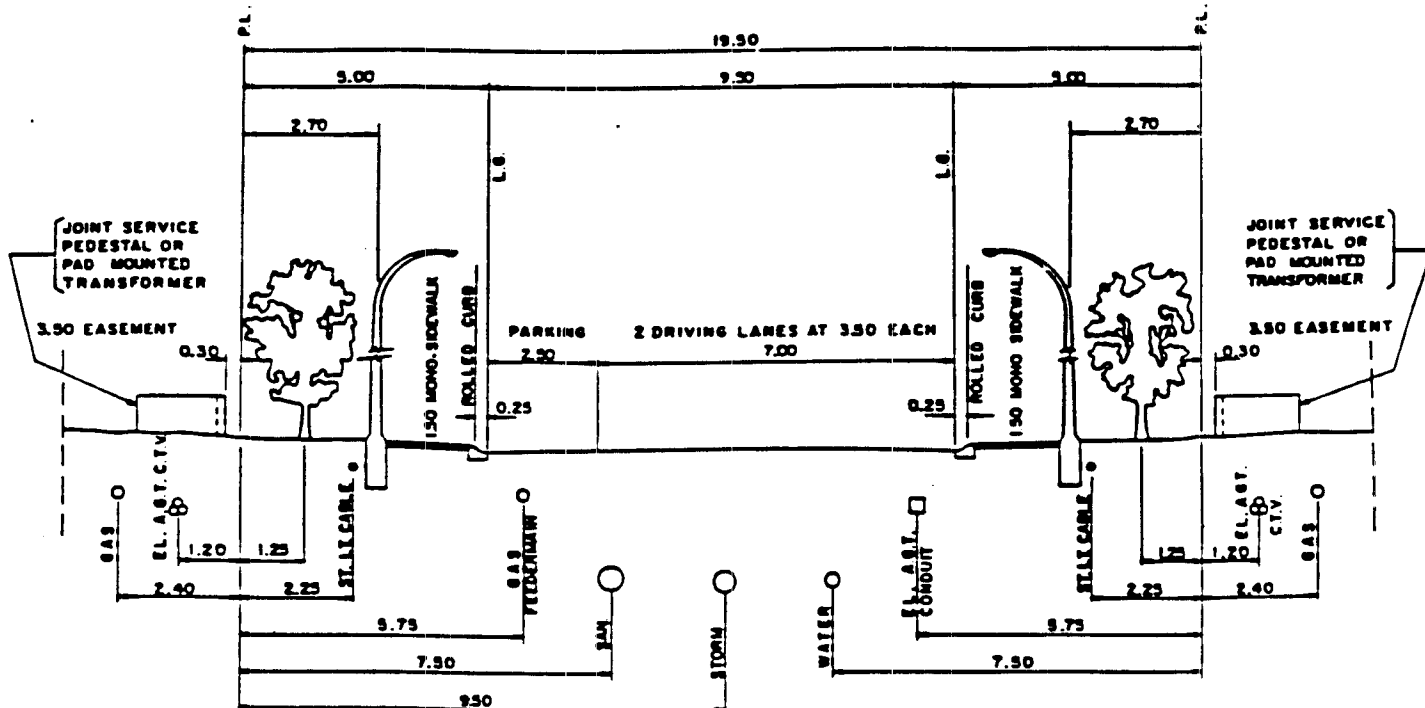 P.L.
P.L.
19.50
5.00
9.50
5.00
2.70
2.70
L.G.
L.G.
JOINT SERVICE
PEDESTAL OR
PAD MOUNTED
TRANSFORMER
JOINT SERVICE
PEDESTAL OR
PAD MOUNTED
TRANSFORMER
3.50 EASEMENT
0.30
1.50 MONO-SIDEWALK
ROLLED CURB
PARKING
2 DRIVING LANES AT 3.50 EACH
2.50
7.00
ROLLED CURB
1.50 MONO SIDEWALK
3.50 EASEMENT
0.30
0.25
0.25
GAS
EL. A.G.T. C.T.V.
ST. LT. CABLE
GAS
FEEDERMAIN
EL. A.G.T.
CONDUIT
ST. LT. CABLE
EL. A.G.T.
C.T.V.
GAS
1.20
1.25
1.25
1.20
2.40
2.25
2.25
2.40
SAN
STORM
WATER
5.75
5.75
7.50
7.50
9.50